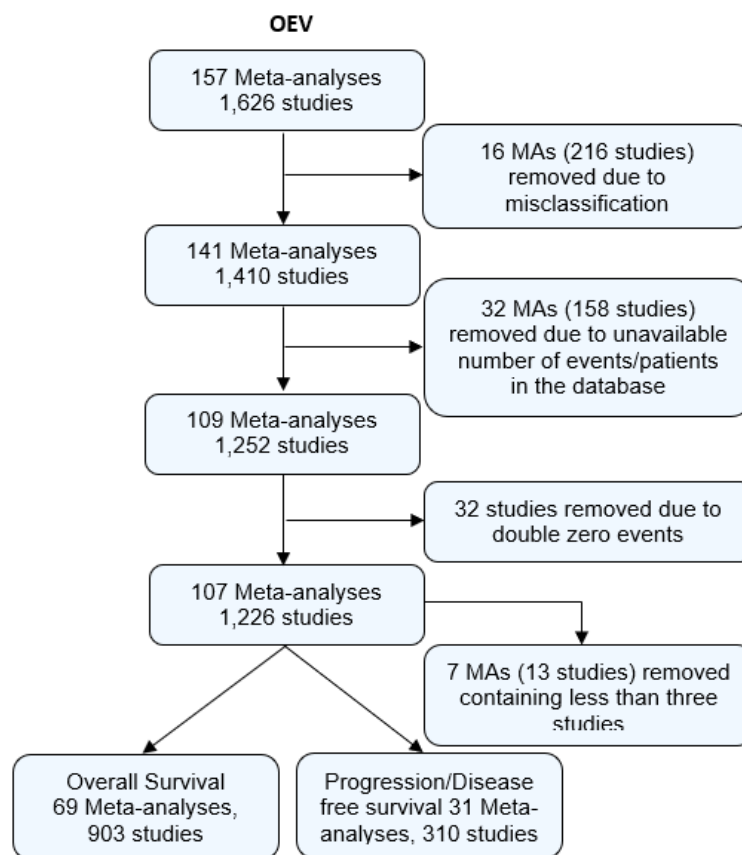 OEV
157 Meta-analyses
1,626 studies
16 MAs (216 studies)
removed due to
misclassification
141 Meta-analyses
1,410 studies
32 MAs (158 studies)
removed due to unavailable
number of events/patients
in the database
109 Meta-analyses
1,252 studies
32 studies removed due to
double zero events
107 Meta-analyses
1,226 studies
7 MAs (13 studies) removed
containing less than three
studies
Overall Survival
69 Meta-analyses,
903 studies
Progression/Disease
free survival 31 Meta-
analyses, 310 studies